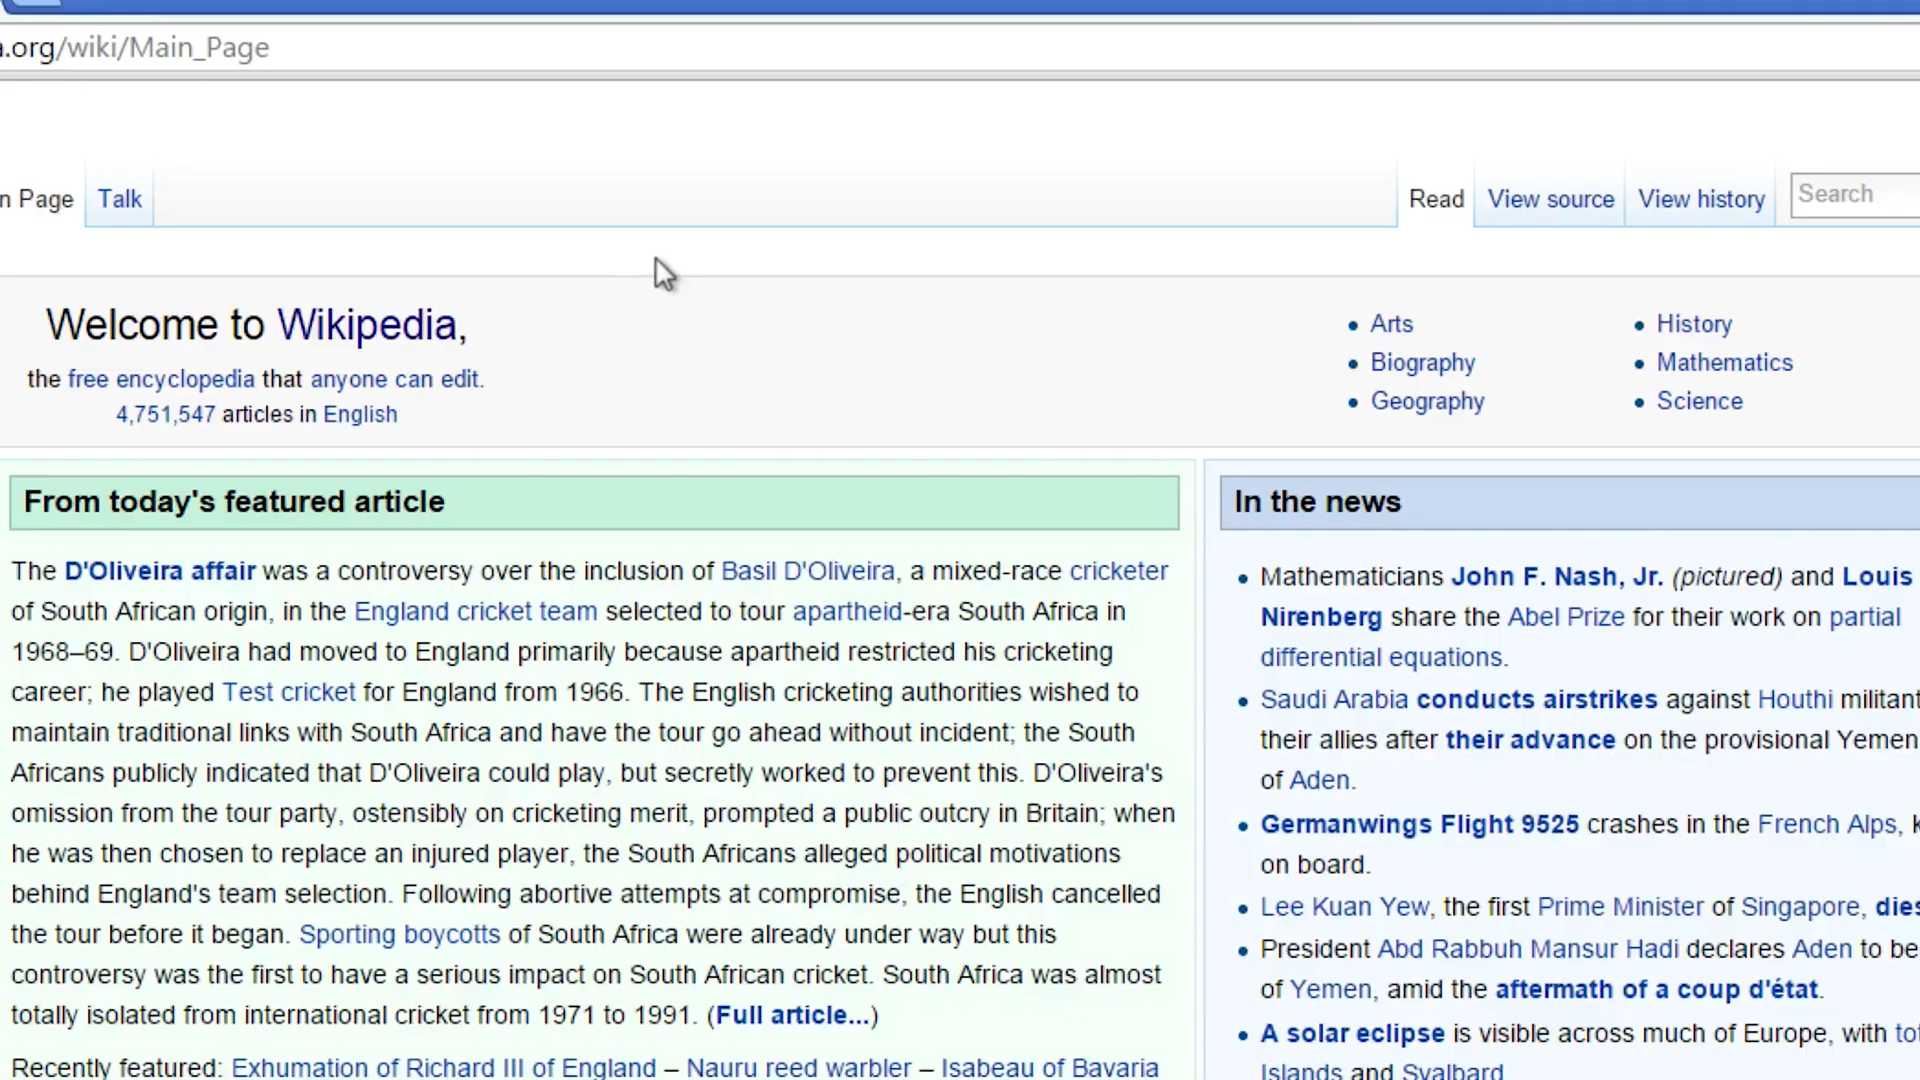 a.org/wiki/Main_Page
n Page Talk Read View source View history Search
Welcome to Wikipedia,
the free encyclopedia that anyone can edit.
4,751,547 articles in English
• Arts
• Biography
• Geography
• History
• Mathematics
• Science
From today's featured article
The D'Oliveira affair was a controversy over the inclusion of Basil D'Oliveira, a mixed-race cricketer
of South African origin, in the England cricket team selected to tour apartheid-era South Africa in
1968–69. D'Oliveira had moved to England primarily because apartheid restricted his cricketing
career; he played Test cricket for England from 1966. The English cricketing authorities wished to
maintain traditional links with South Africa and have the tour go ahead without incident; the South
Africans publicly indicated that D'Oliveira could play, but secretly worked to prevent this. D'Oliveira's
omission from the tour party, ostensibly on cricketing merit, prompted a public outcry in Britain; when
he was then chosen to replace an injured player, the South Africans alleged political motivations
behind England's team selection. Following abortive attempts at compromise, the English cancelled
the tour before it began. Sporting boycotts of South Africa were already under way but this
controversy was the first to have a serious impact on South African cricket. South Africa was almost
totally isolated from international cricket from 1971 to 1991. (Full article...)
Recently featured: Exhumation of Richard III of England – Nauru reed warbler – Isabeau of Bavaria
In the news
• Mathematicians John F. Nash, Jr. (pictured) and Louis
Nirenberg share the Abel Prize for their work on partial
differential equations.
• Saudi Arabia conducts airstrikes against Houthi militant
their allies after their advance on the provisional Yemen
of Aden.
• Germanwings Flight 9525 crashes in the French Alps, k
on board.
• Lee Kuan Yew, the first Prime Minister of Singapore, dies
• President Abd Rabbuh Mansur Hadi declares Aden to be
of Yemen, amid the aftermath of a coup d'état.
• A solar eclipse is visible across much of Europe, with tot
Islands and Svalbard